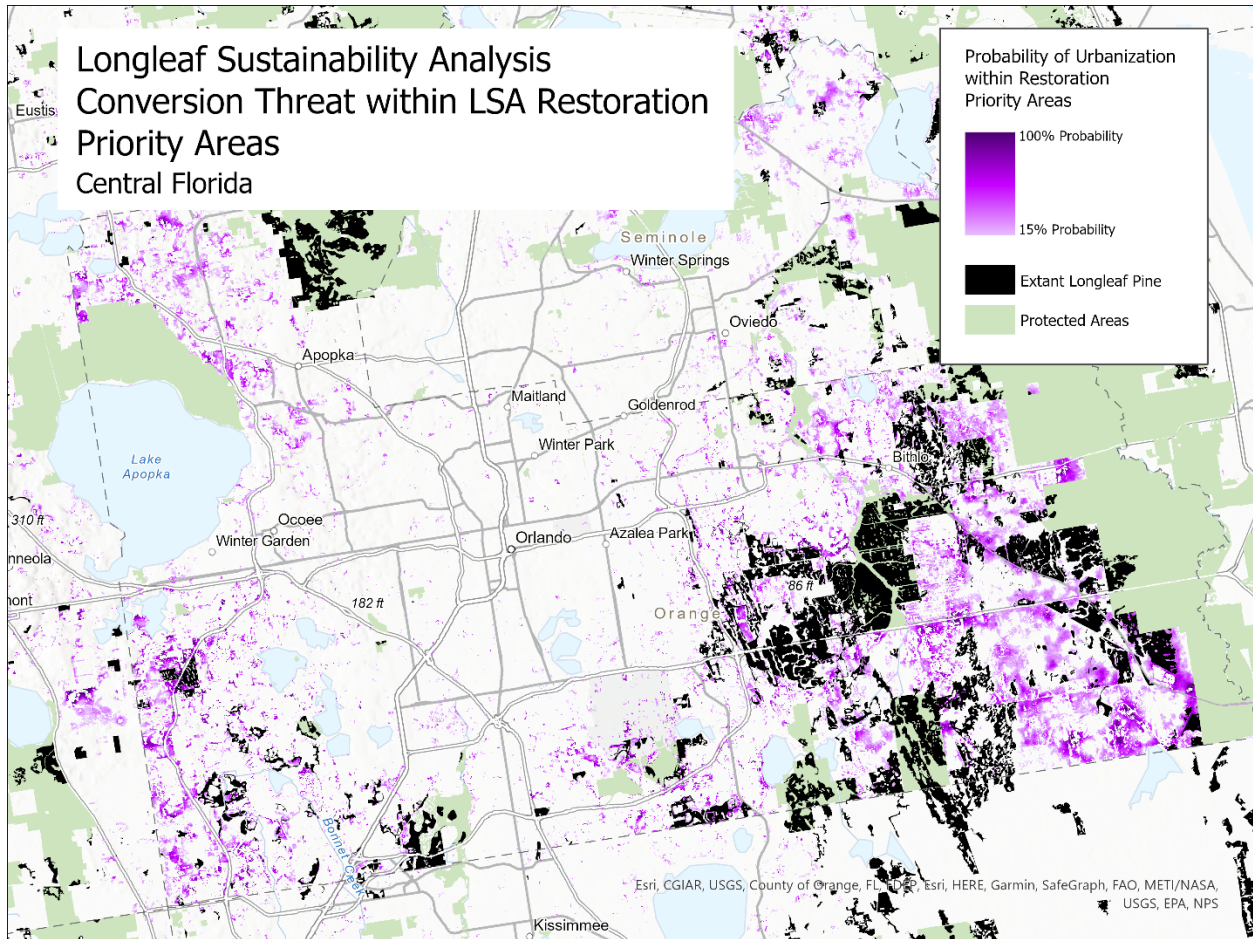 Longleaf Sustainability Analysis
Conversion Threat within LSA Restoration
Priority Areas
Central Florida
Probability of Urbanization
within Restoration
Priority Areas
100% Probability
15% Probability
Extant Longleaf Pine
Protected Areas
Eustis
Seminole
Winter Springs
Oviedo
Apopka
Maitland
Goldenrod
Winter Park
Bithlo
Lake
Apopka
310 ft
Ocoee
Winter Garden
Orlando
Azalea Park
nneola
86 ft
mont
182 ft
Orange
Bonnet Creek
Kissimmee
Esri, CGIAR, USGS, County of Orange, FL, FDEP, Esri, HERE, Garmin, SafeGraph, FAO, METI/NASA,
USGS, EPA, NPS